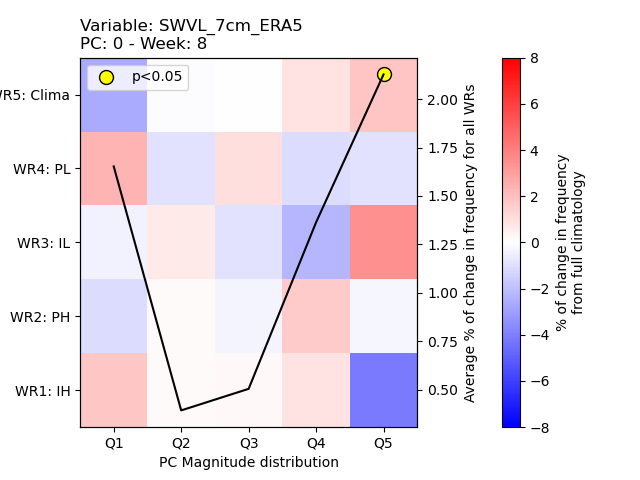 Variable: SWVL_7cm_ERA5
PC: 0 - Week: 8
p<0.05
R5: Clima
WR4: PL
WR3: IL
WR2: PH
WR1: IH
Q1 Q2 Q3 Q4 Q5
PC Magnitude distribution
2.00
1.75
1.50
1.25
1.00
0.75
0.50
Average % of change in frequency for all WRs
8
6
4
2
0
−2
−4
−6
−8
% of change in frequency
from full climatology